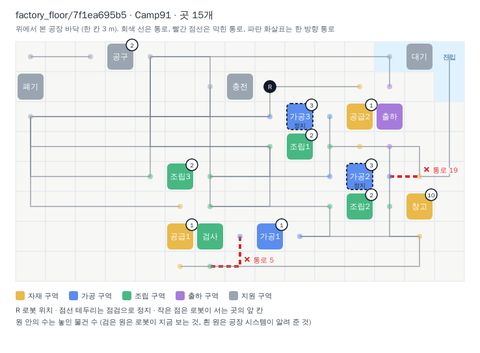 factory_floor/7f1ea695b5 · Camp91 · 곳 15개
위에서 본 공장 바닥 (한 칸 3 m). 회색 선은 통로, 빨간 점선은 막힌 통로, 파란 화살표는 한 방향 통로
공구 2
대기
진입
폐기
충전
R
가공3 3
정지
공급2 1
출하
조립1 2
조립3 2
가공2 3
정지
✕ 통로 19
조립2 2
창고 10
공급1 1
검사
가공1 1
✕ 통로 5
자재 구역
가공 구역
조립 구역
출하 구역
지원 구역
R 로봇 위치 · 점선 테두리는 점검으로 정지 · 작은 점은 로봇이 서는 곳의 앞 칸
원 안의 수는 놓인 물건 수 (검은 원은 로봇이 지금 보는 것, 흰 원은 공장 시스템이 알려 준 것)